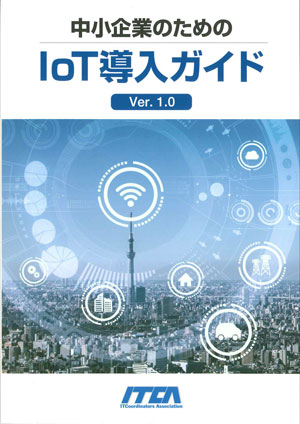 中小企業のための
IoT導入ガイド
Ver. 1.0
ITCA
ITCoordinators Association